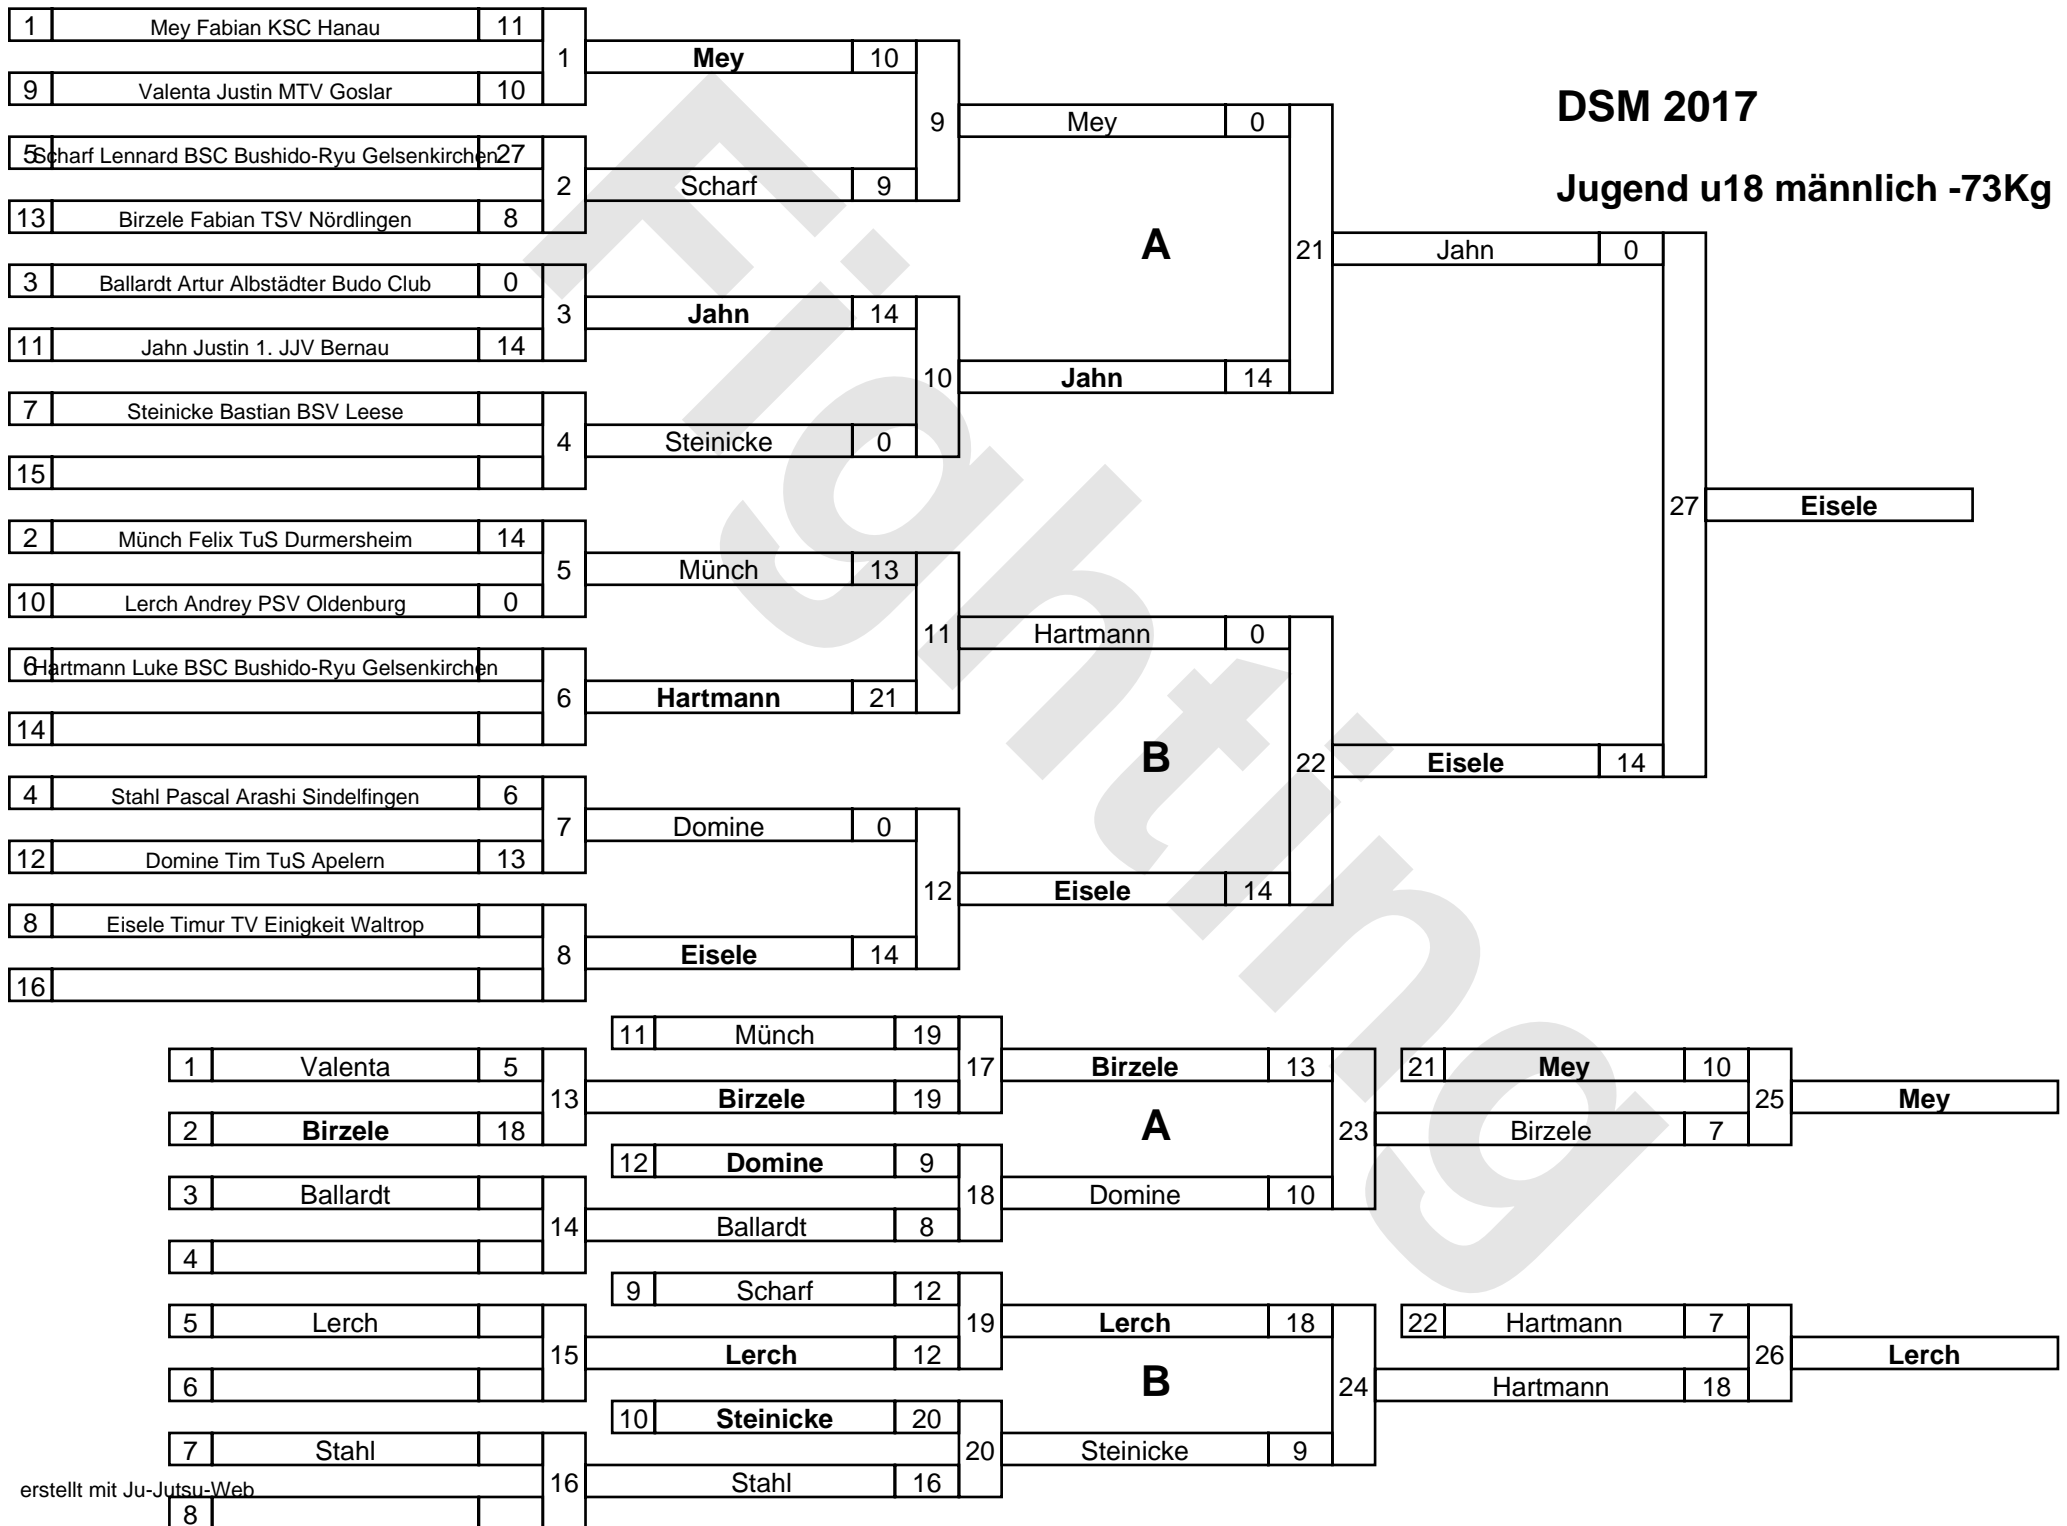 DSM 2017
Jugend u18 männlich -73Kg
1 Mey Fabian KSC Hanau 11
1
9 Valenta Justin MTV Goslar 10
5 Scharf Lennard BSC Bushido-Ryu Gelsenkirchen 27
2
13 Birzele Fabian TSV Nördlingen 8
3 Ballardt Artur Albstädter Budo Club 0
3
11 Jahn Justin 1. JJV Bernau 14
7 Steinicke Bastian BSV Leese
4
15
2 Münch Felix TuS Durmersheim 14
5
10 Lerch Andrey PSV Oldenburg 0
6 Hartmann Luke BSC Bushido-Ryu Gelsenkirchen
6
14
4 Stahl Pascal Arashi Sindelfingen 6
7
12 Domine Tim TuS Apelern 13
8 Eisele Timur TV Einigkeit Waltrop
8
16
Mey 10
9
Scharf 9
Jahn 14
10
Steinicke 0
Münch 13
11
Hartmann 21
Domine 0
12
Eisele 14
Mey 0
A
21
Jahn 14
Hartmann 0
B
22
Eisele 14
Jahn 0
27
Eisele 14
Eisele
Fighting
1 Valenta 5
13
2 Birzele 18
3 Ballardt
14
4
5 Lerch
15
6
7 Stahl
16
8
11 Münch 19
17
Birzele 19
12 Domine 9
18
Ballardt 8
9 Scharf 12
19
Lerch 12
10 Steinicke 20
20
Stahl 16
Birzele 13
A
23
Domine 10
Lerch 18
B
24
Steinicke 9
21 Mey 10
25
Birzele 7
Mey
22 Hartmann 7
26
Hartmann 18
Lerch
erstellt mit Ju-Jutsu-Web